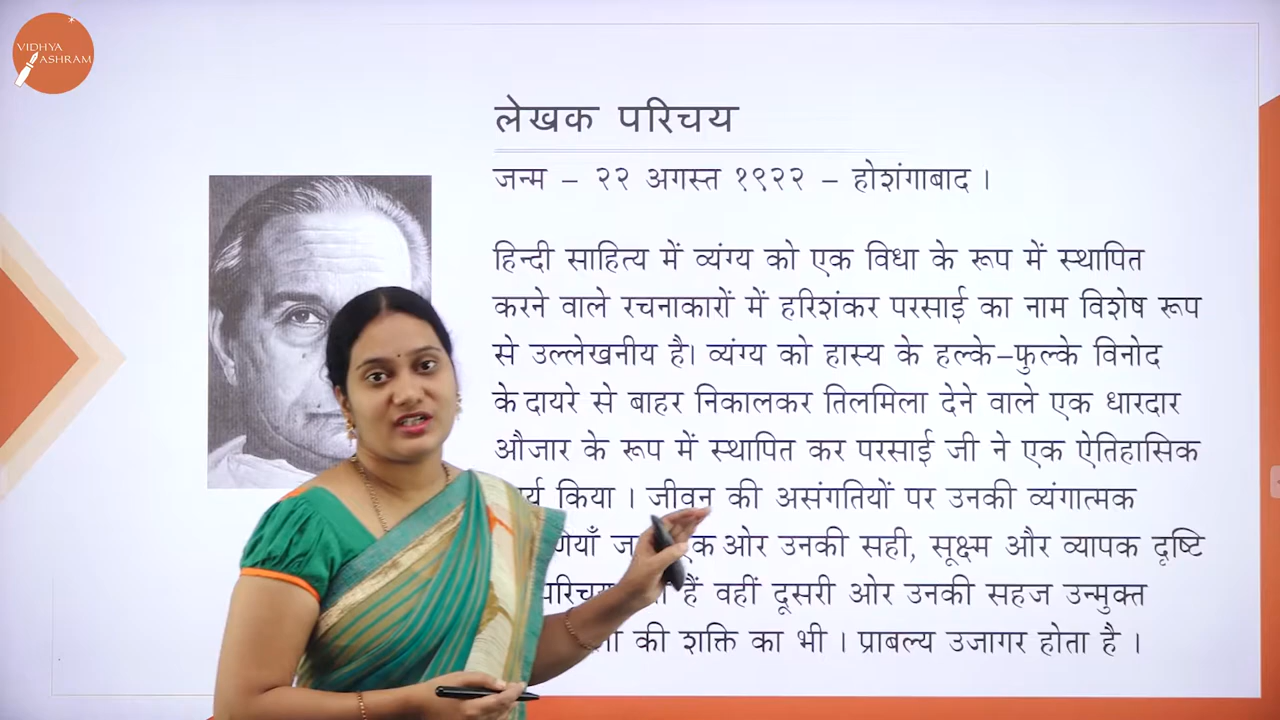 VIDHYA
ASHRAM
लेखक परिचय
जन्म – २२ अगस्त १९२२ – होशंगाबाद ।
हिन्दी साहित्य में व्यंग्य को एक विधा के रूप में स्थापित
करने वाले रचनाकारों में हरिशंकर परसाई का नाम विशेष रूप
से उल्लेखनीय है। व्यंग्य को हास्य के हल्के–फुल्के विनोद
के दायरे से बाहर निकालकर तिलमिला देने वाले एक धारदार
औजार के रूप में स्थापित कर परसाई जी ने एक ऐतिहासिक
किया । जीवन की असंगतियों पर उनकी व्यंगात्मक
ओर उनकी सही, सूक्ष्म और व्यापक दृष्टि
हैं वहीं दूसरी ओर उनकी सहज उन्मुक्त
की शक्ति का भी । प्राबल्य उजागर होता है ।